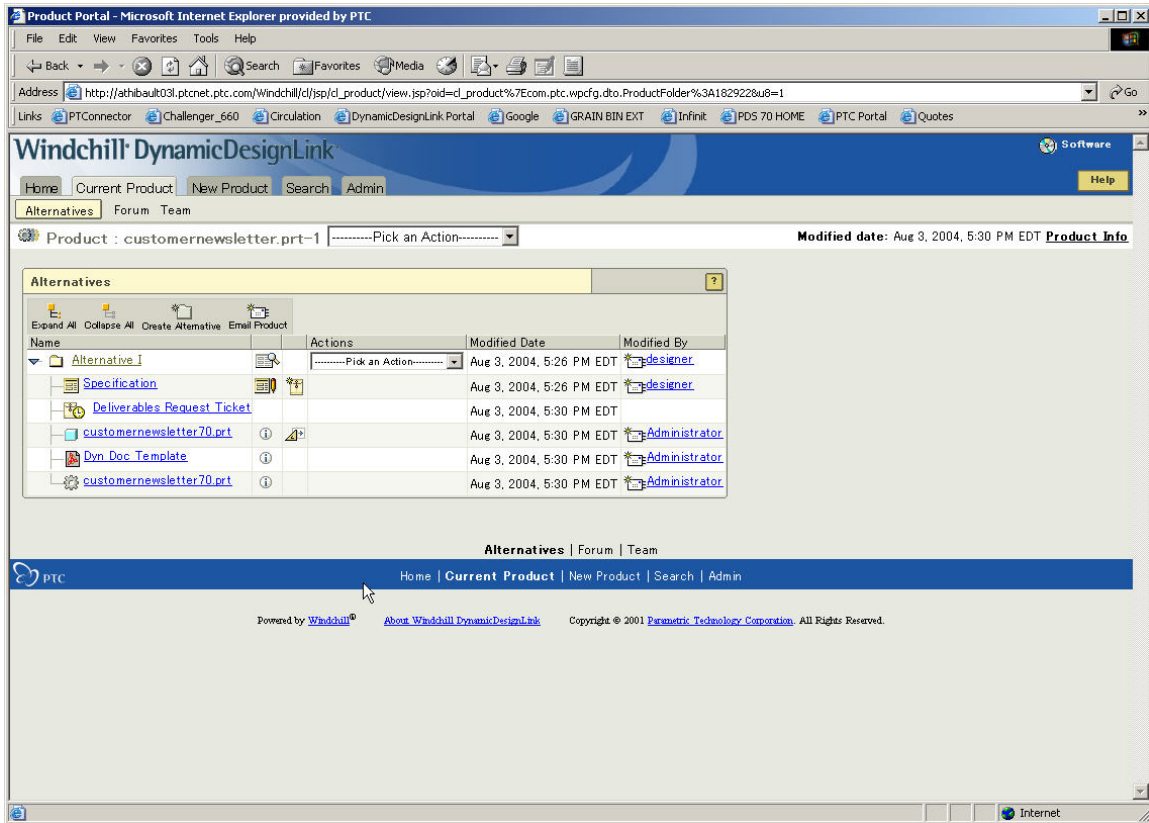 Product Portal - Microsoft Internet Explorer provided by PTC
File Edit View Favorites Tools Help
Back Search Favorites Media
Address http://athibault03l.ptcnet.ptc.com/Windchill/cl/jsp/cl_product/view.jsp?oid=cl_product%7Ecom.ptc.wpcfg.dto.ProductFolder%3A182922&u8=1 Go
Links PTConnector Challenger_660 Circulation DynamicDesignLink Portal Google GRAIN BIN EXT Infinit PDS 70 HOME PTC Portal Quotes »
Windchill DynamicDesignLink Software
Home Current Product New Product Search Admin Help
Alternatives Forum Team
Product : customernewsletter.prt-1 ----------Pick an Action---------- Modified date: Aug 3, 2004, 5:30 PM EDT Product Info
Alternatives ?
Expand All Collapse All Create Alternative Email Product
Name Actions Modified Date Modified By
Alternative I ----------Pick an Action---------- Aug 3, 2004, 5:26 PM EDT designer
Specification Aug 3, 2004, 5:26 PM EDT designer
Deliverables Request Ticket Aug 3, 2004, 5:30 PM EDT
customernewsletter70.prt Aug 3, 2004, 5:30 PM EDT Administrator
Dyn Doc Template Aug 3, 2004, 5:30 PM EDT Administrator
customernewsletter70.prt Aug 3, 2004, 5:30 PM EDT Administrator
Alternatives | Forum | Team
PTC Home | Current Product | New Product | Search | Admin
Powered by Windchill® About Windchill DynamicDesignLink Copyright © 2001 Parametric Technology Corporation. All Rights Reserved.
Internet